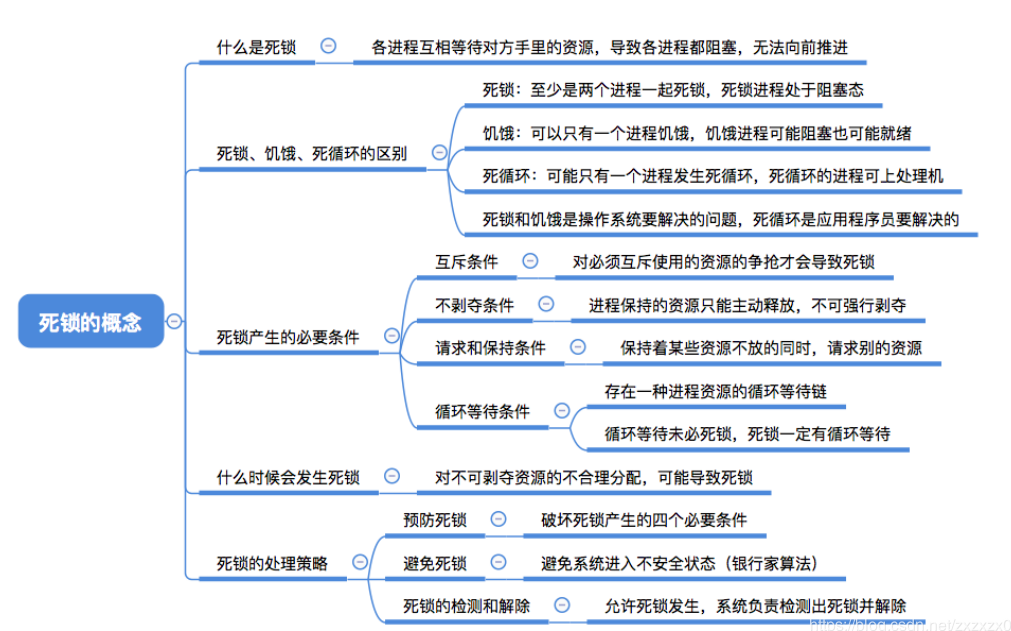 死锁的概念
什么是死锁
各进程互相等待对方手里的资源，导致各进程都阻塞，无法向前推进
死锁、饥饿、死循环的区别
死锁：至少是两个进程一起死锁，死锁进程处于阻塞态
饥饿：可以只有一个进程饥饿，饥饿进程可能阻塞也可能就绪
死循环：可能只有一个进程发生死循环，死循环的进程可上处理机
死锁和饥饿是操作系统要解决的问题，死循环是应用程序员要解决的
死锁产生的必要条件
互斥条件
对必须互斥使用的资源的争抢才会导致死锁
不剥夺条件
进程保持的资源只能主动释放，不可强行剥夺
请求和保持条件
保持着某些资源不放的同时，请求别的资源
循环等待条件
存在一种进程资源的循环等待链
循环等待未必死锁，死锁一定有循环等待
什么时候会发生死锁
对不可剥夺资源的不合理分配，可能导致死锁
死锁的处理策略
预防死锁
破坏死锁产生的四个必要条件
避免死锁
避免系统进入不安全状态（银行家算法）
死锁的检测和解除
允许死锁发生，系统负责检测出死锁并解除
https://blog.csdn.net/zxzxzx0